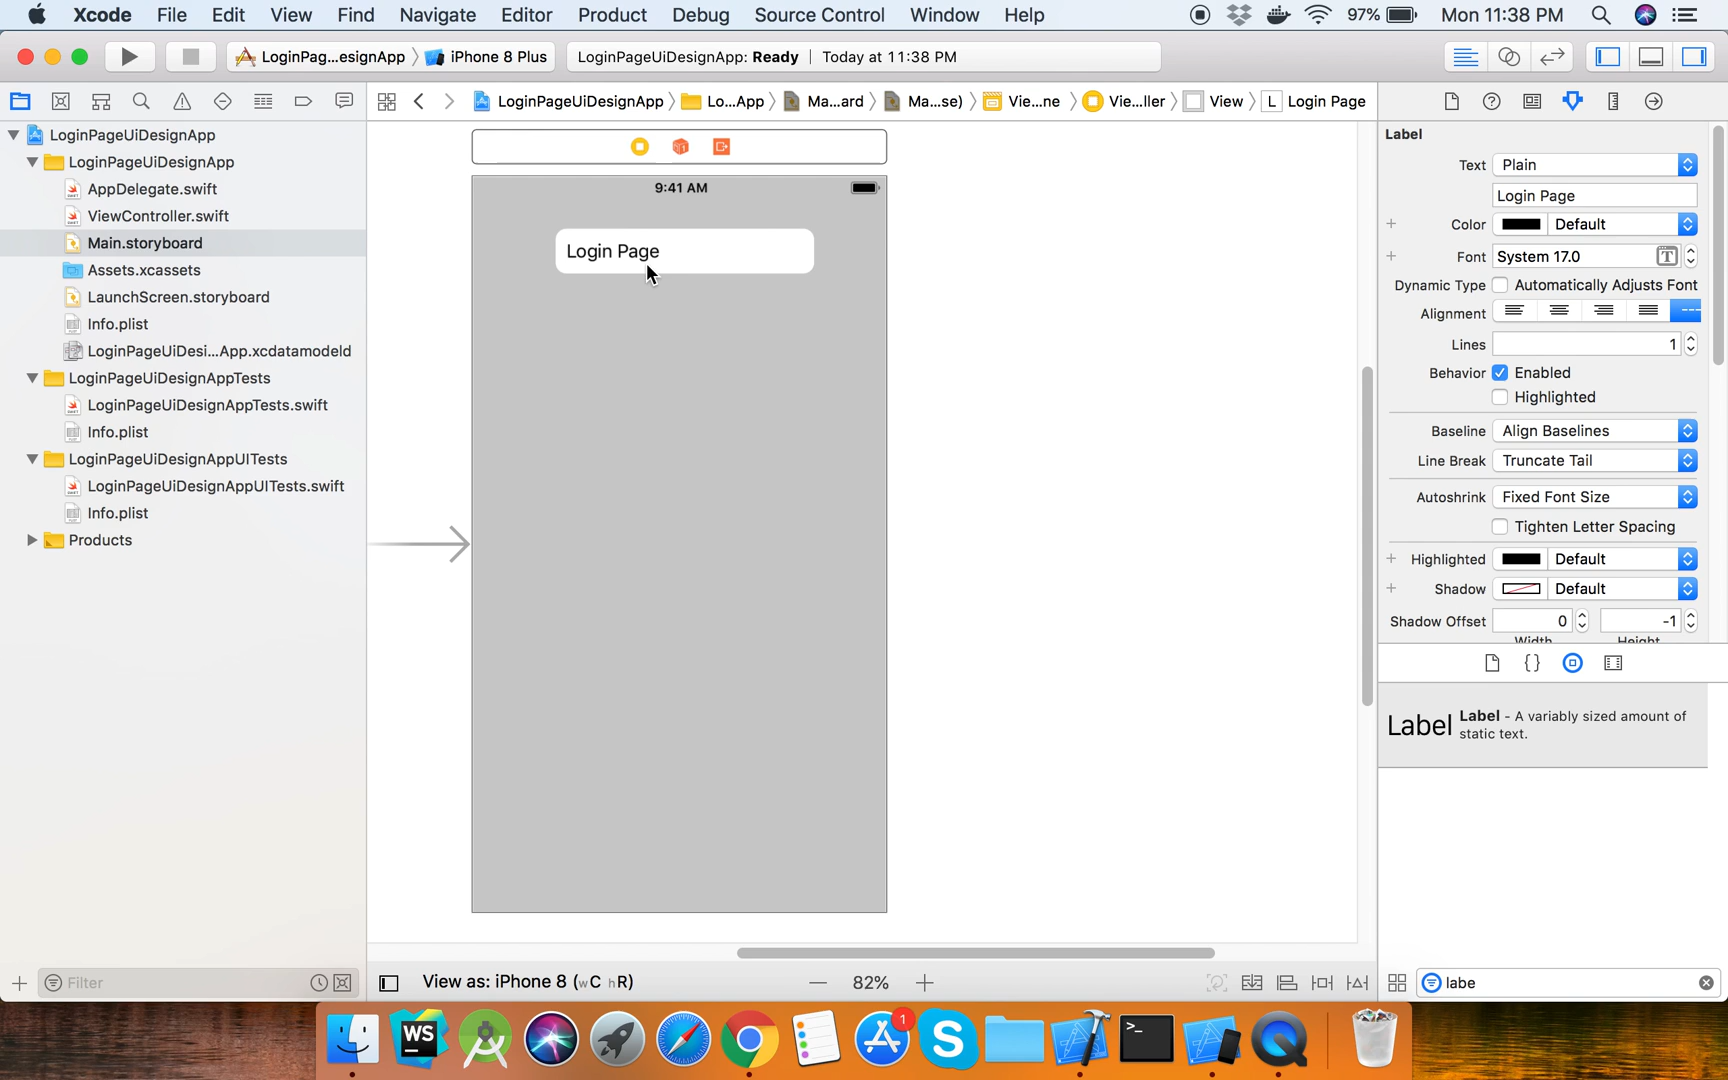 Xcode File Edit View Find Navigate Editor Product Debug Source Control Window Help 97% Mon 11:38 PM
LoginPag...esignApp iPhone 8 Plus LoginPageUiDesignApp: Ready Today at 11:38 PM
LoginPageUiDesignApp Lo...App Ma...ard Ma...se) Vie...ne Vie...ller View L Login Page
LoginPageUiDesignApp
LoginPageUiDesignApp
AppDelegate.swift
ViewController.swift
Main.storyboard
Assets.xcassets
LaunchScreen.storyboard
Info.plist
LoginPageUiDesi...App.xcdatamodeld
LoginPageUiDesignAppTests
LoginPageUiDesignAppTests.swift
Info.plist
LoginPageUiDesignAppUITests
LoginPageUiDesignAppUITests.swift
Info.plist
Products
Filter
9:41 AM
Login Page
View as: iPhone 8 (wC hR)
82%
Label
Text Plain
Login Page
Color Default
Font System 17.0 T
Dynamic Type Automatically Adjusts Font
Alignment
Lines 1
Behavior Enabled
Highlighted
Baseline Align Baselines
Line Break Truncate Tail
Autoshrink Fixed Font Size
Tighten Letter Spacing
Highlighted Default
Shadow Default
Shadow Offset 0 -1
Width Height
{}
Label Label - A variably sized amount of
static text.
labe
WS
1
>_